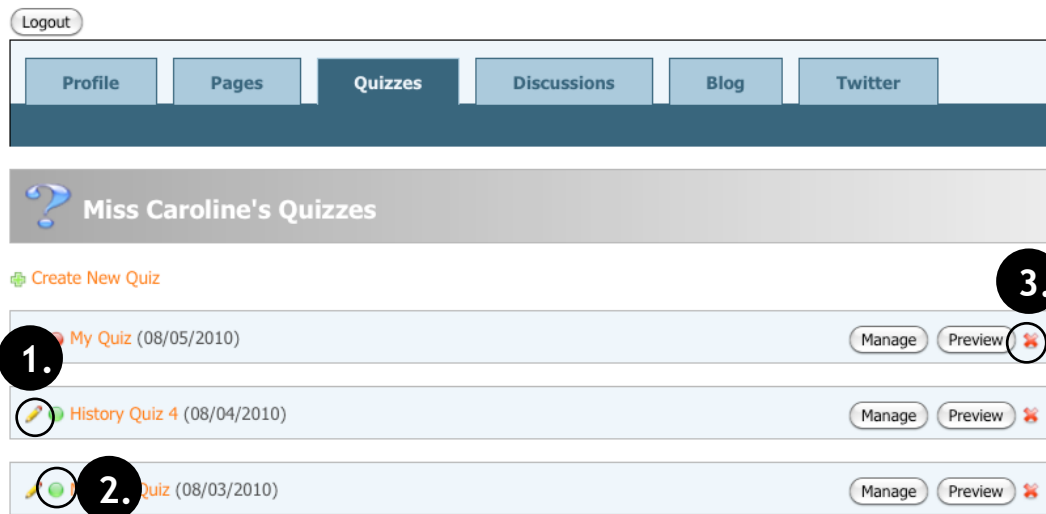 Logout
Profile Pages Quizzes Discussions Blog Twitter
Miss Caroline's Quizzes
Create New Quiz
3.
My Quiz (08/05/2010) Manage Preview
1.
History Quiz 4 (08/04/2010) Manage Preview
2. Quiz (08/03/2010) Manage Preview